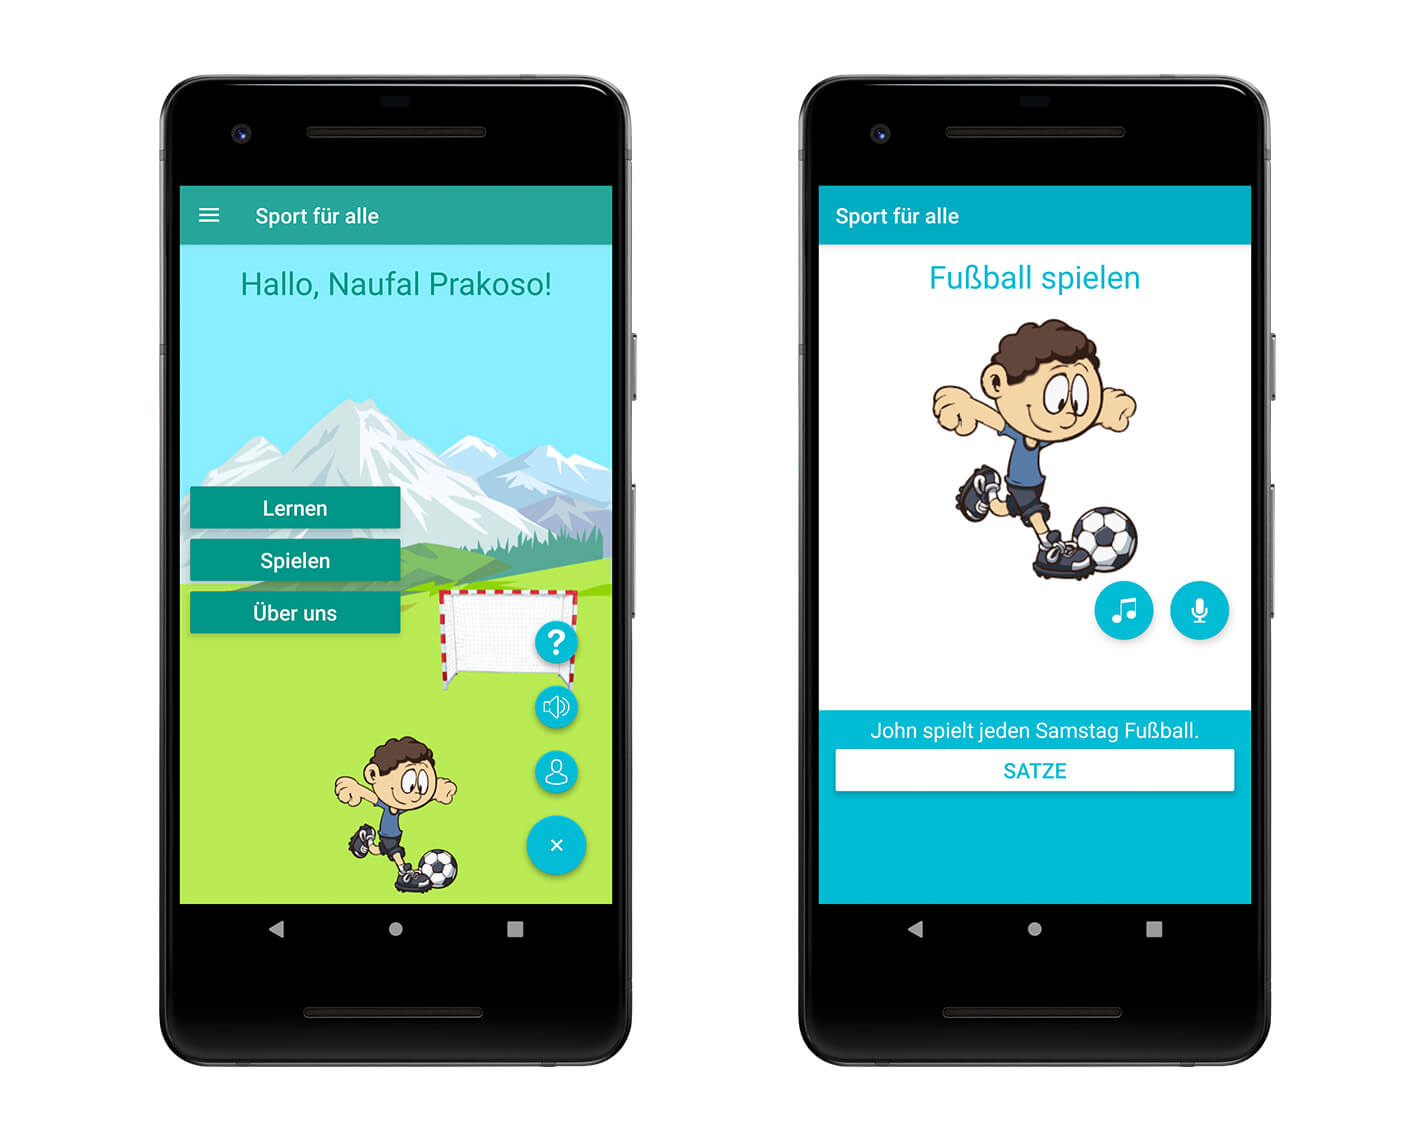 Sport für alle
Hallo, Naufal Prakoso!
Lernen
Spielen
Über uns
?
Sport für alle
Fußball spielen
John spielt jeden Samstag Fußball.
SATZE